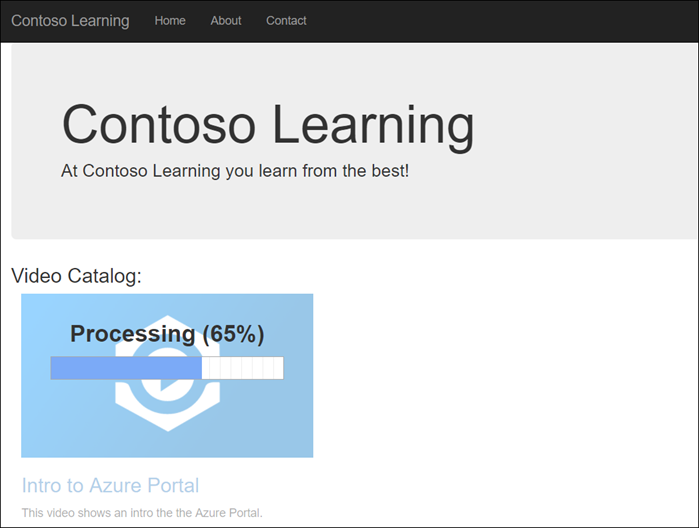 Contoso Learning Home About Contact
Contoso Learning
At Contoso Learning you learn from the best!
Video Catalog:
Processing (65%)
Intro to Azure Portal
This video shows an intro the the Azure Portal.